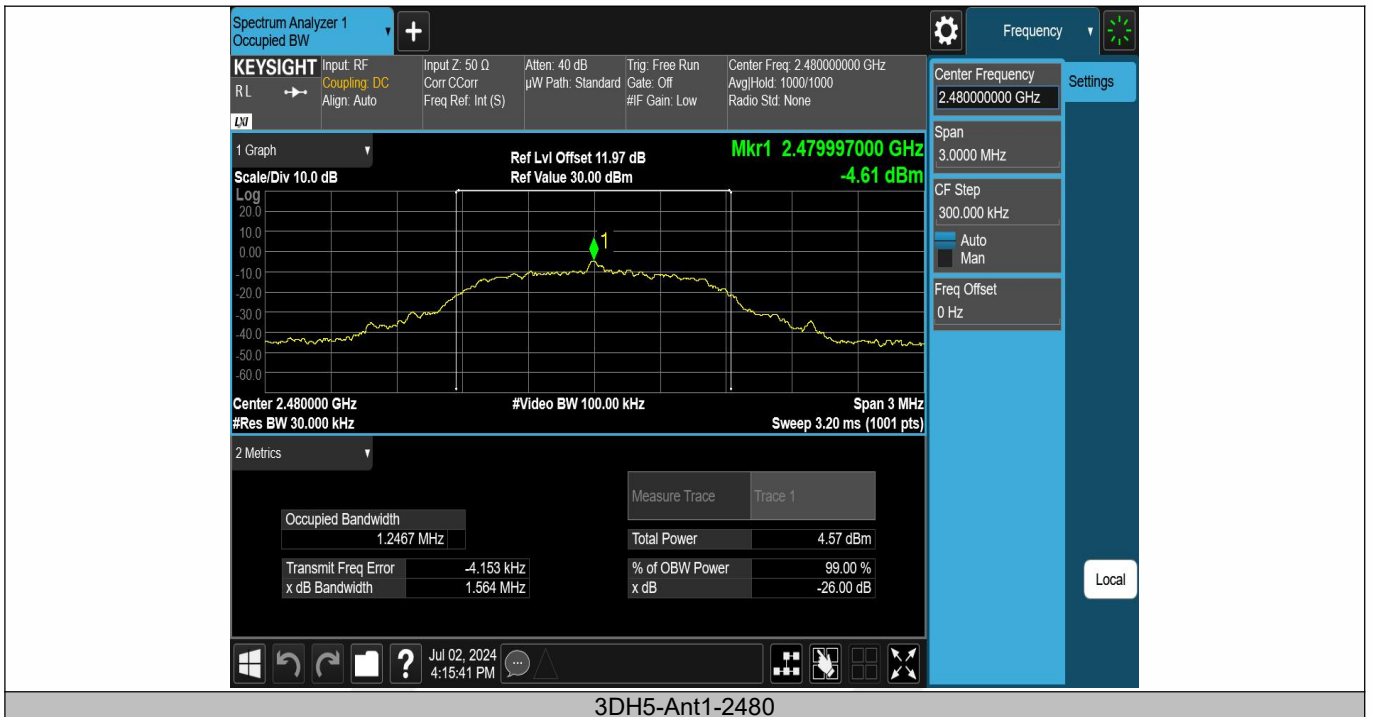 Spectrum Analyzer 1
Occupied BW
Frequency
KEYSIGHT
RL
LXI
Input: RF
Coupling: DC
Align: Auto
Input Z: 50 Ω
Corr CCorr
Freq Ref: Int (S)
Atten: 40 dB
µW Path: Standard
Trig: Free Run
Gate: Off
#IF Gain: Low
Center Freq: 2.480000000 GHz
Avg|Hold: 1000/1000
Radio Std: None
Center Frequency
2.480000000 GHz
Settings
Span
3.0000 MHz
CF Step
300.000 kHz
Auto
Man
Freq Offset
0 Hz
Local
1 Graph
Scale/Div 10.0 dB
Ref Lvl Offset 11.97 dB
Ref Value 30.00 dBm
Mkr1 2.479997000 GHz
-4.61 dBm
Log
20.0
10.0
0.00
-10.0
-20.0
-30.0
-40.0
-50.0
-60.0
1
Center 2.480000 GHz
#Video BW 100.00 kHz
Span 3 MHz
#Res BW 30.000 kHz
Sweep 3.20 ms (1001 pts)
2 Metrics
Measure Trace Trace 1
Occupied Bandwidth
1.2467 MHz
Total Power 4.57 dBm
Transmit Freq Error -4.153 kHz
% of OBW Power 99.00 %
x dB Bandwidth 1.564 MHz
x dB -26.00 dB
?
Jul 02, 2024
4:15:41 PM
3DH5-Ant1-2480